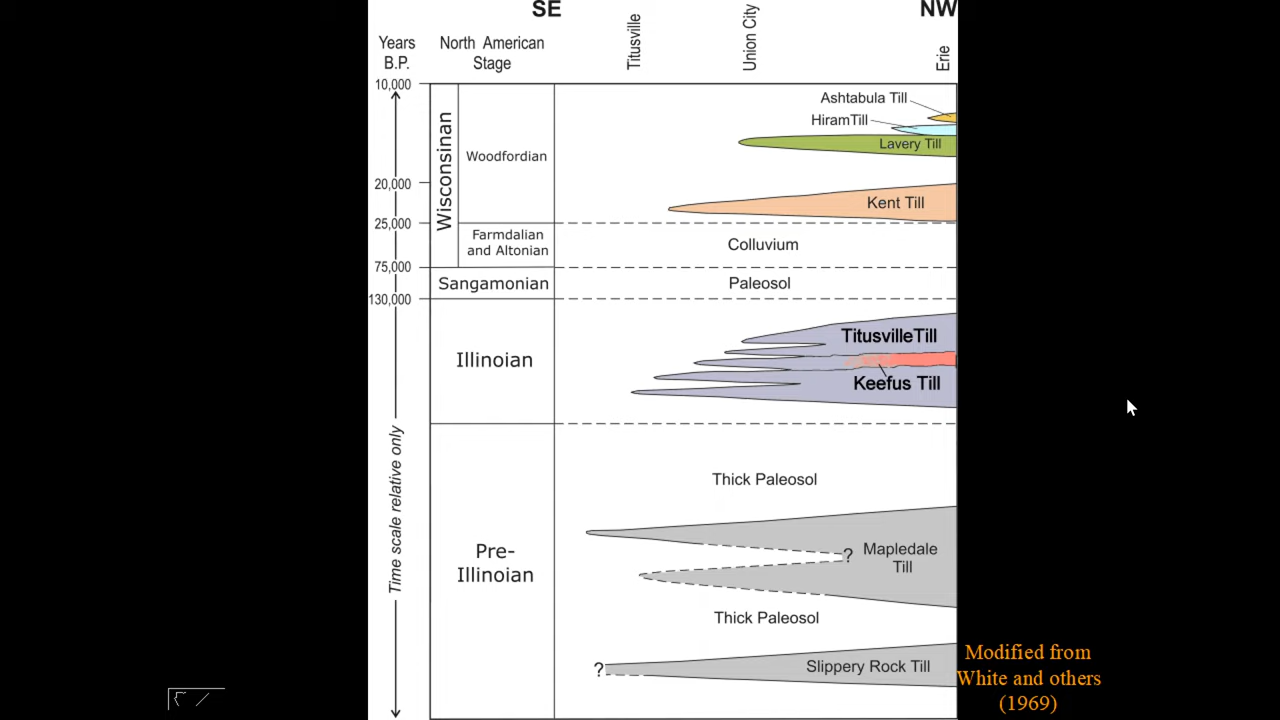 SE
NW
Titusville
Union City
Erie
Years
B.P.
North American
Stage
10,000
Ashtabula Till
HiramTill
Lavery Till
Wisconsinan
Woodfordian
20,000
Kent Till
25,000
Farmdalian
and Altonian
Colluvium
75,000
Sangamonian
Paleosol
130,000
TitusvilleTill
Illinoian
Keefus Till
Time scale relative only
Thick Paleosol
Pre-
Illinoian
?
Mapledale
Till
Thick Paleosol
?
Slippery Rock Till
Modified from
White and others
(1969)